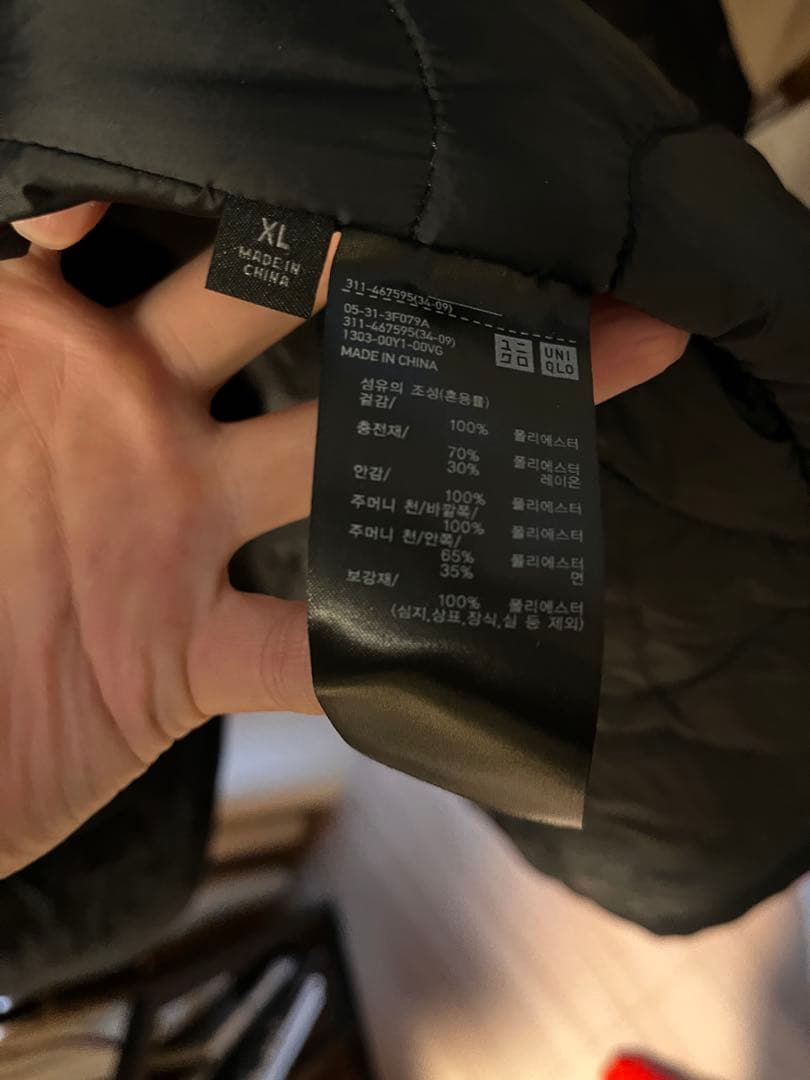 XL
MADE IN
CHINA
311-467595(34-09)
05-31-3F079A
311-467595(34-09)
1303-00Y1-00VG
MADE IN CHINA
ユニ
クロ
UNI
QLO
섬유의 조성(혼용률)
겉감/
100% 폴리에스터
충전재/
70% 폴리에스터
30% 레이온
안감/
100% 폴리에스터
주머니 천/바깥쪽/
100% 폴리에스터
주머니 천/안쪽/
65% 폴리에스터
35% 면
보강재/
100% 폴리에스터
(심지,상표,장식,실 등 제외)